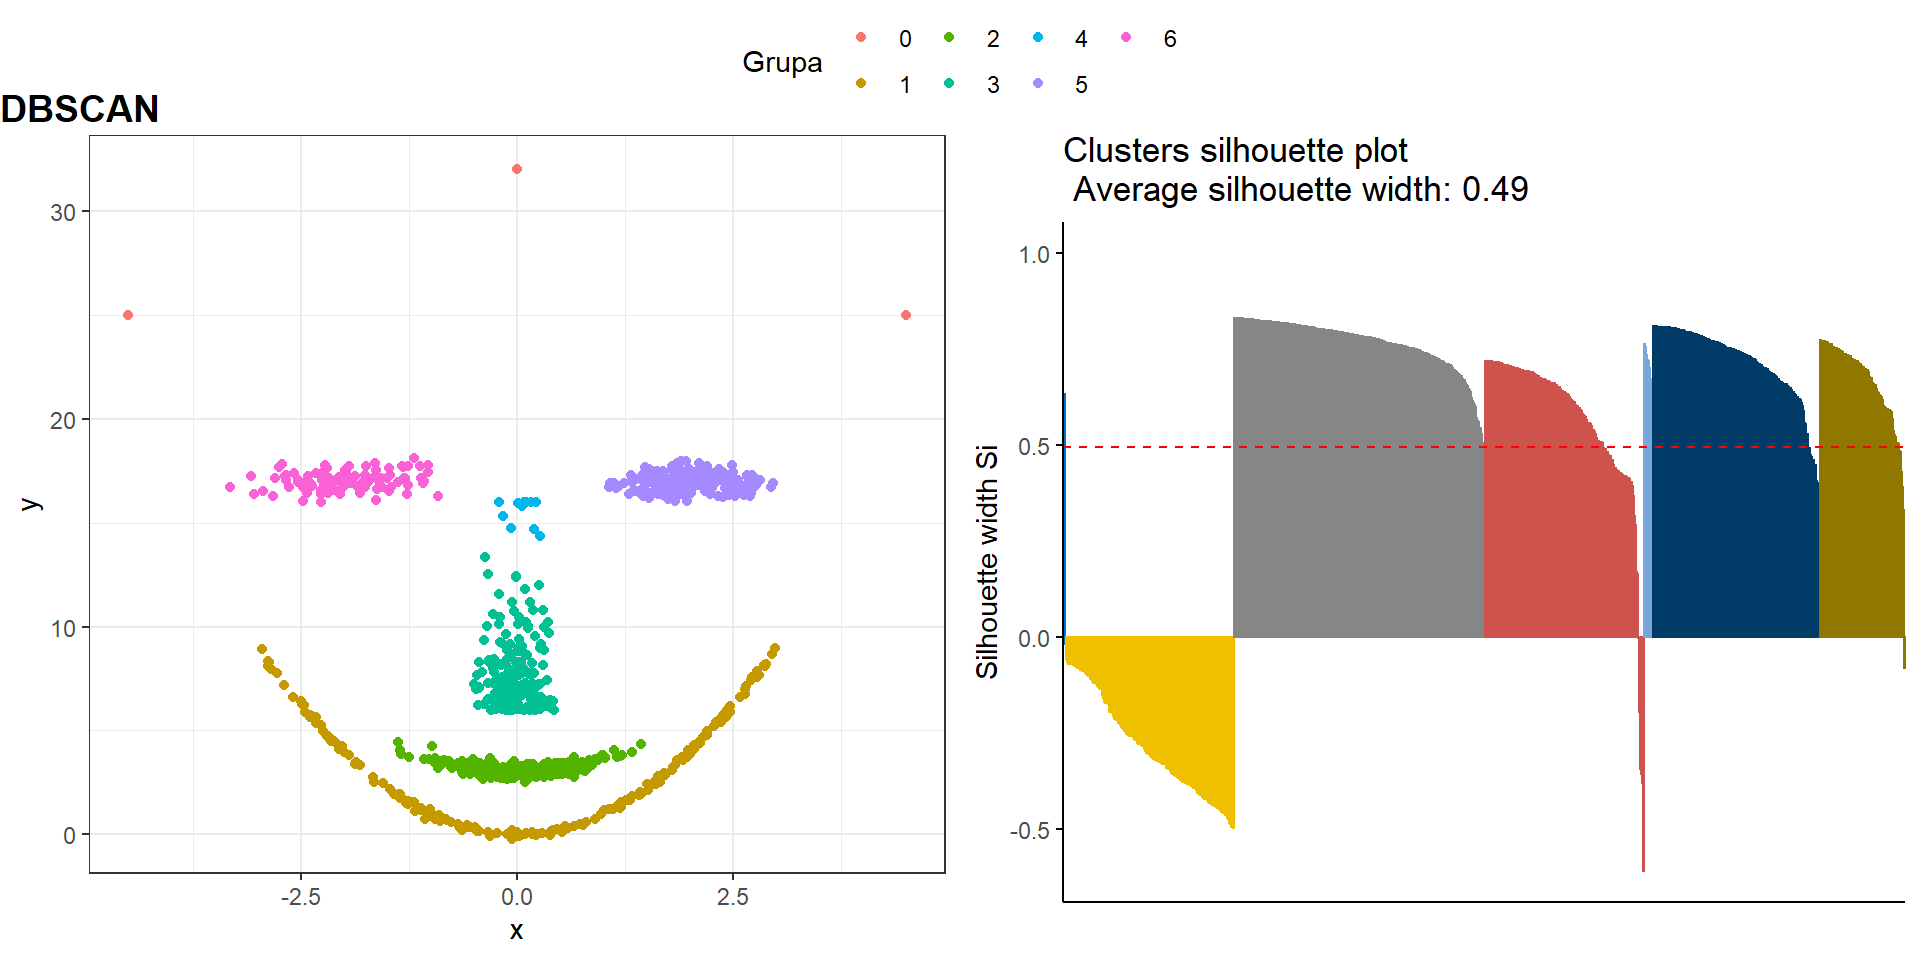 Grupa
0 2 4 6
1 3 5
DBSCAN
30
20
10
0
y
-2.5 0.0 2.5
x
Clusters silhouette plot
Average silhouette width: 0.49
1.0
0.5
0.0
-0.5
Silhouette width Si